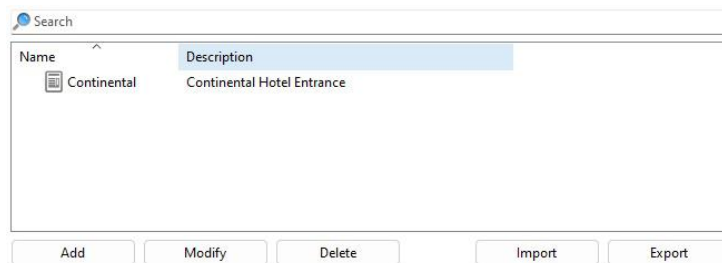 Search
Name Description
Continental Continental Hotel Entrance
Add Modify Delete Import Export